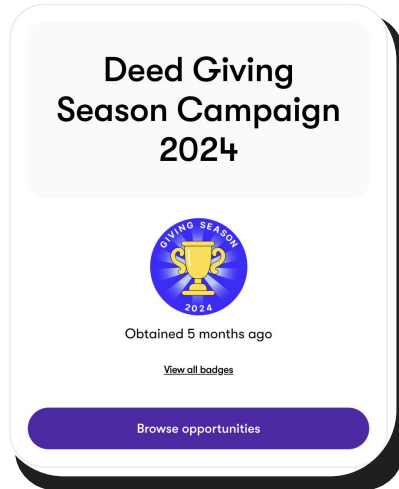 Deed Giving
Season Campaign
2024
GIVING SEASON
2024
Obtained 5 months ago
View all badges
Browse opportunities